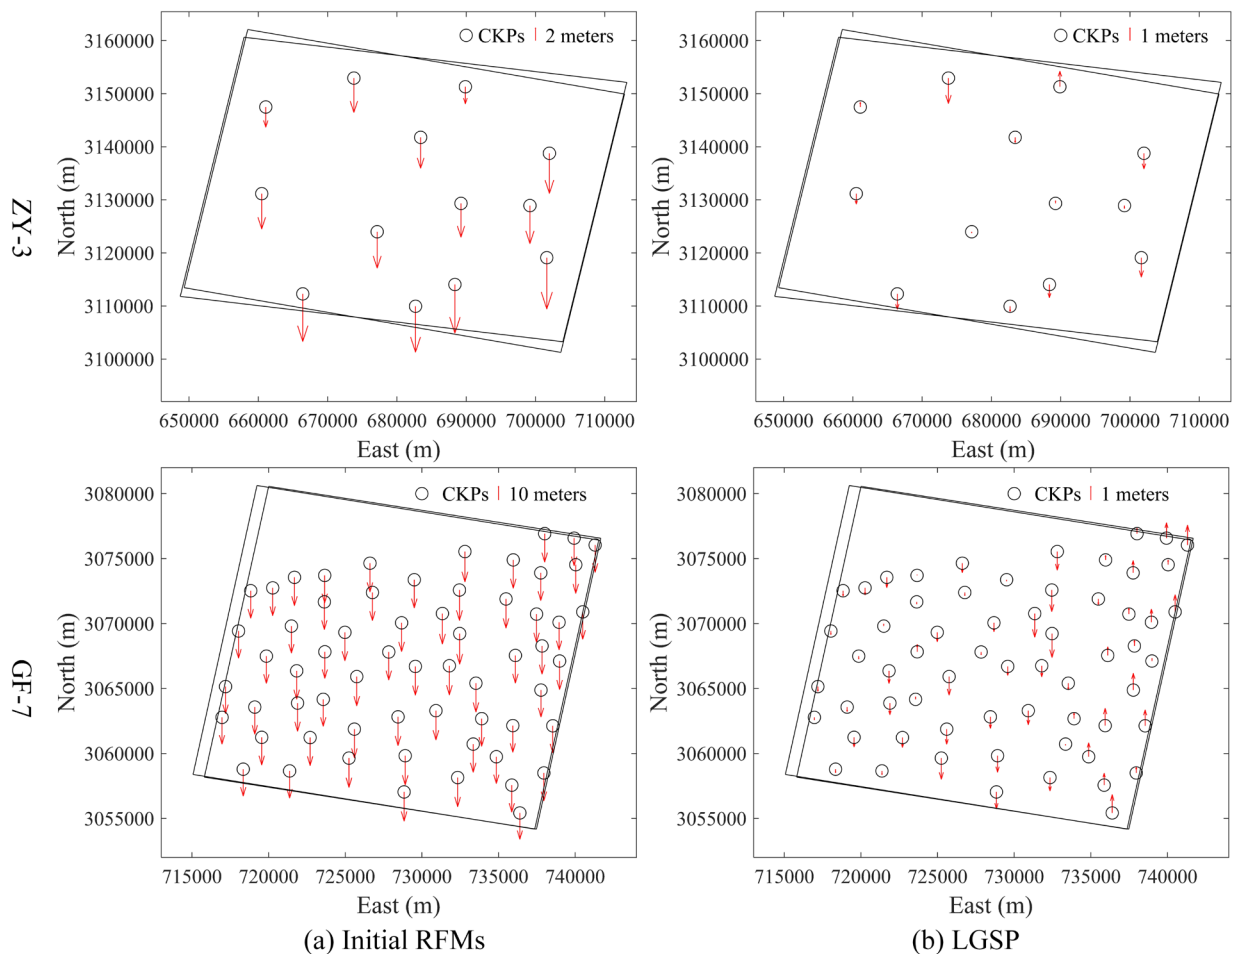 3160000
3150000
3140000
3130000
3120000
3110000
3100000
North (m)
CKPs 2 meters
650000 660000 670000 680000 690000 700000 710000
East (m)
3160000
3150000
3140000
3130000
3120000
3110000
3100000
North (m)
CKPs 1 meters
650000 660000 670000 680000 690000 700000 710000
East (m)
ZY-3
3080000
3075000
3070000
3065000
3060000
3055000
North (m)
CKPs 10 meters
715000 720000 725000 730000 735000 740000
East (m)
3080000
3075000
3070000
3065000
3060000
3055000
North (m)
CKPs 1 meters
715000 720000 725000 730000 735000 740000
East (m)
GF-7
(a) Initial RFMs
(b) LGSP